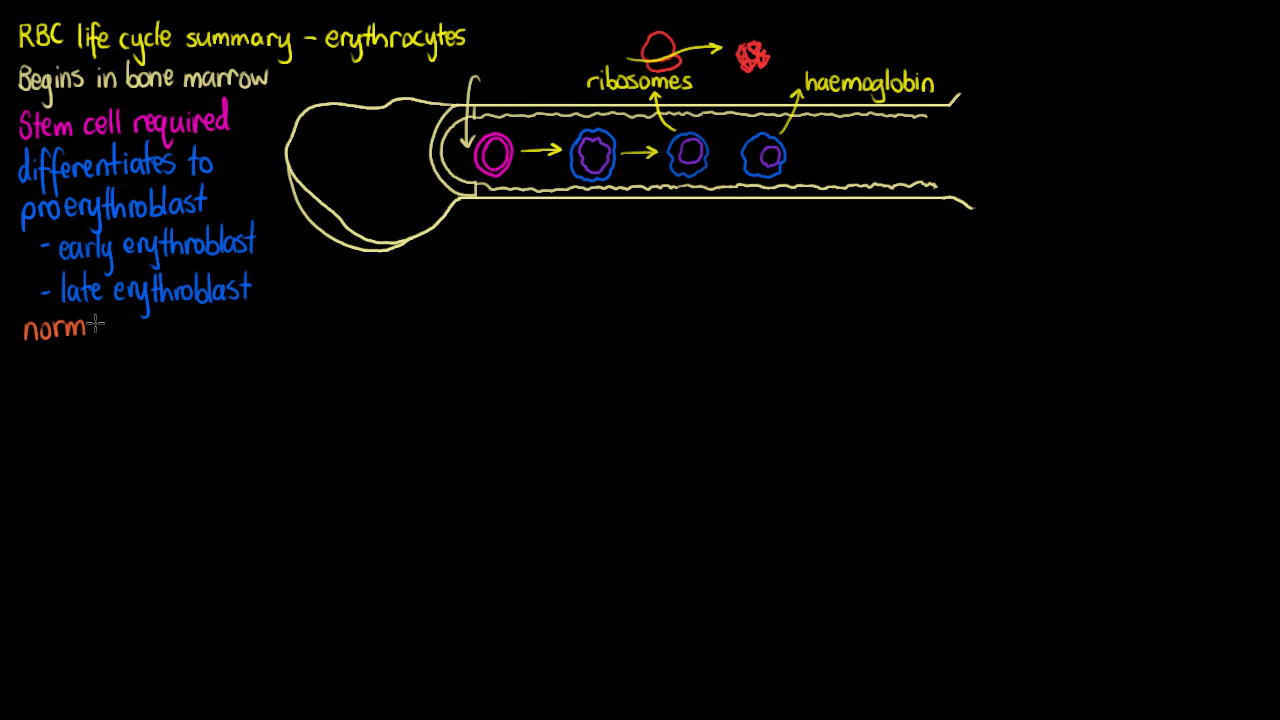 RBC life cycle summary - erythrocytes
Begins in bone marrow
Stem cell required
differentiates to
proerythroblast
- early erythroblast
- late erythroblast
norm
ribosomes
haemoglobin